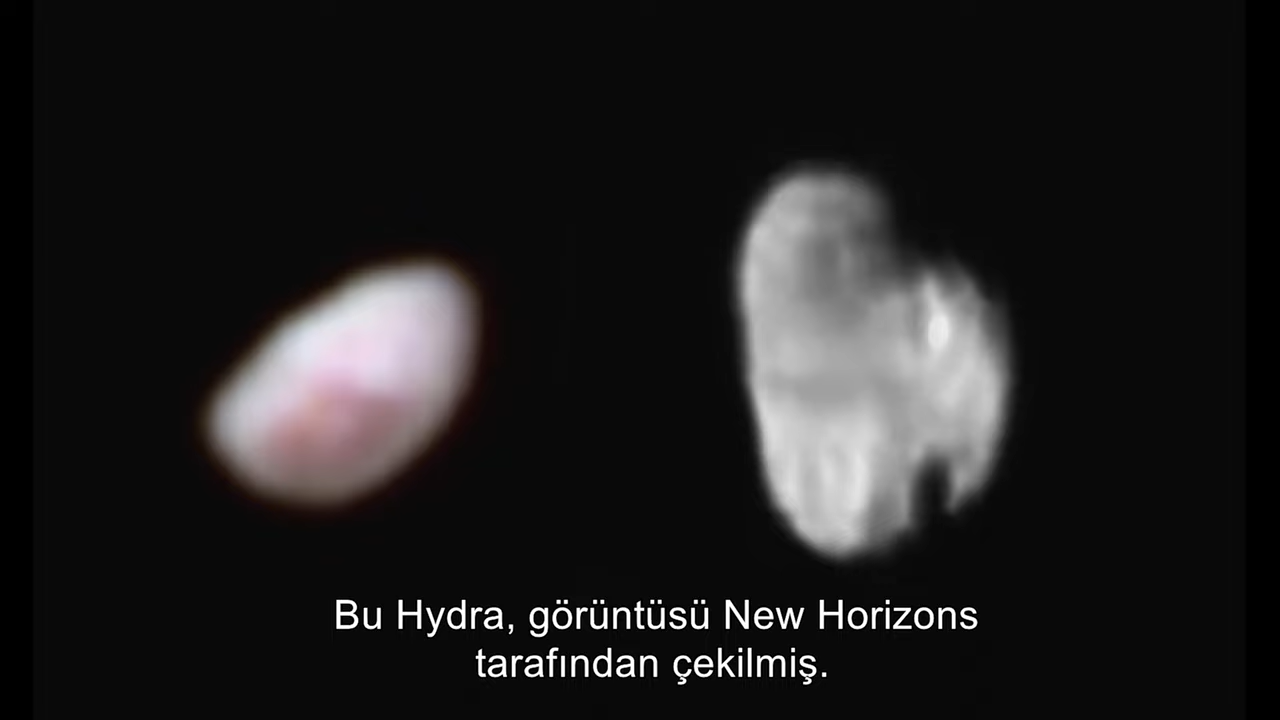 Bu Hydra, görüntüsü New Horizons
tarafından çekilmiş.